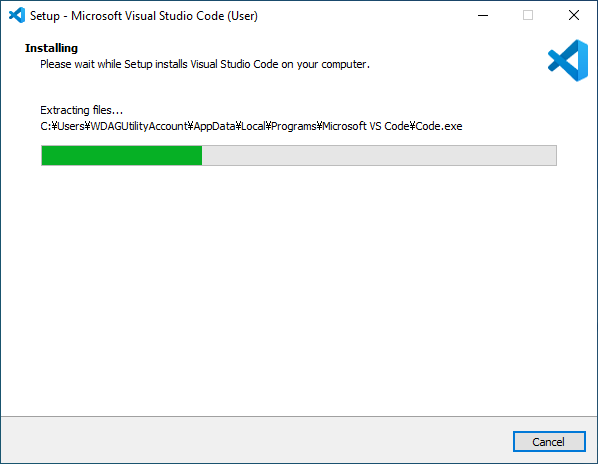 Setup - Microsoft Visual Studio Code (User)
Installing
Please wait while Setup installs Visual Studio Code on your computer.
Extracting files...
C:¥Users¥WDAGUtilityAccount¥AppData¥Local¥Programs¥Microsoft VS Code¥Code.exe
Cancel